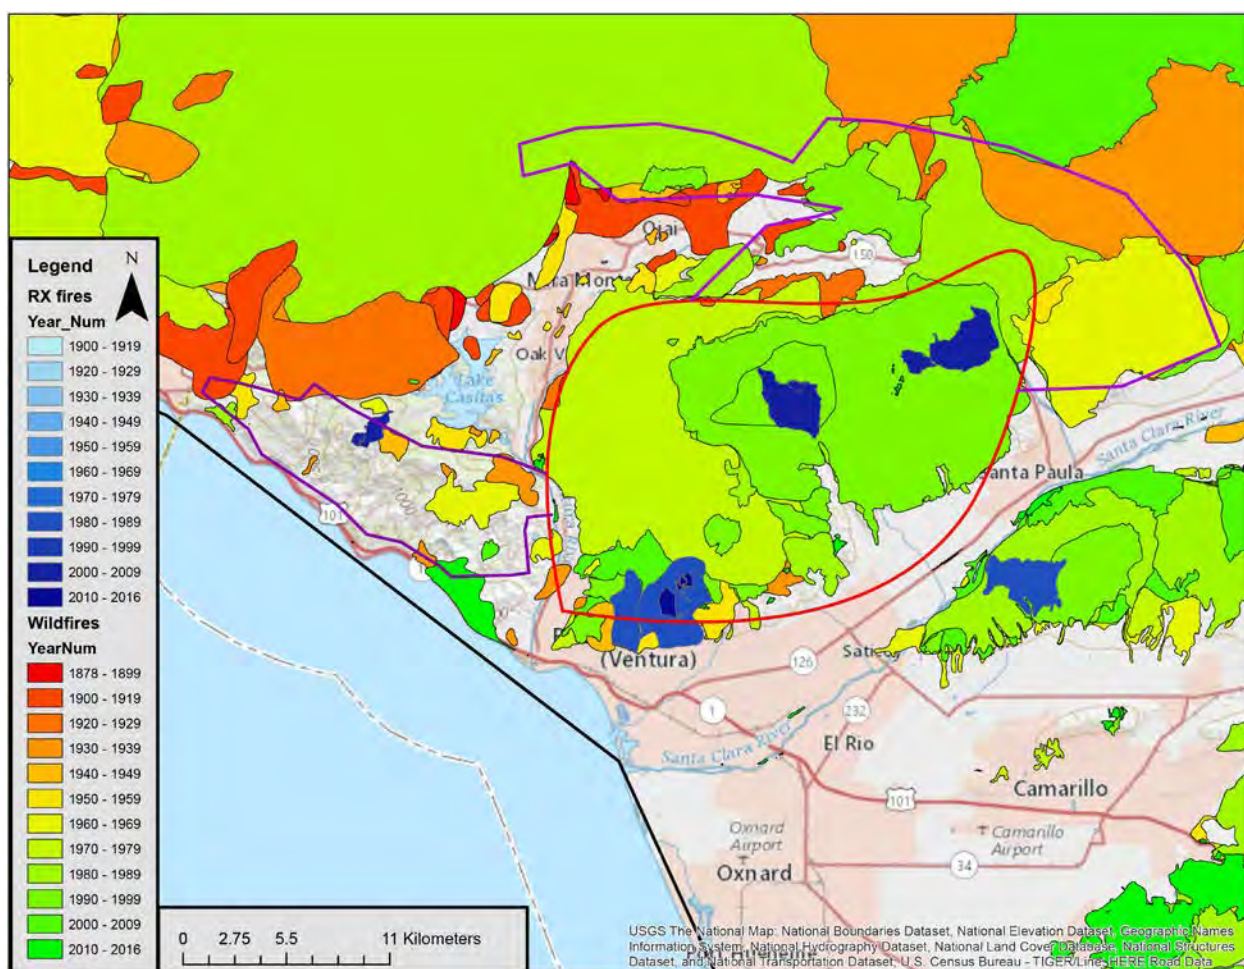 Legend
N
RX fires
Year_Num
1900 - 1919
1920 - 1929
1930 - 1939
1940 - 1949
1950 - 1959
1960 - 1969
1970 - 1979
1980 - 1989
1990 - 1999
2000 - 2009
2010 - 2016
Wildfires
YearNum
1878 - 1899
1900 - 1919
1920 - 1929
1930 - 1939
1940 - 1949
1950 - 1959
1960 - 1969
1970 - 1979
1980 - 1989
1990 - 1999
2000 - 2009
2010 - 2016
Ojai
150
Oak V
Lake
Casitas
1000
101
Santa Clara River
Santa Paula
(Ventura)
126
1
232
Santa Clara River
El Rio
101
Camarillo
Oxnard
Airport
Camarillo
Airport
34
Oxnard
0 2.75 5.5 11 Kilometers
USGS The National Map: National Boundaries Dataset, National Elevation Dataset, Geographic Names
Information System, National Hydrography Dataset, National Land Cover Database, National Structures
Dataset, and National Transportation Dataset; U.S. Census Bureau - TIGER/Line; HERE Road Data
Port Hueneme